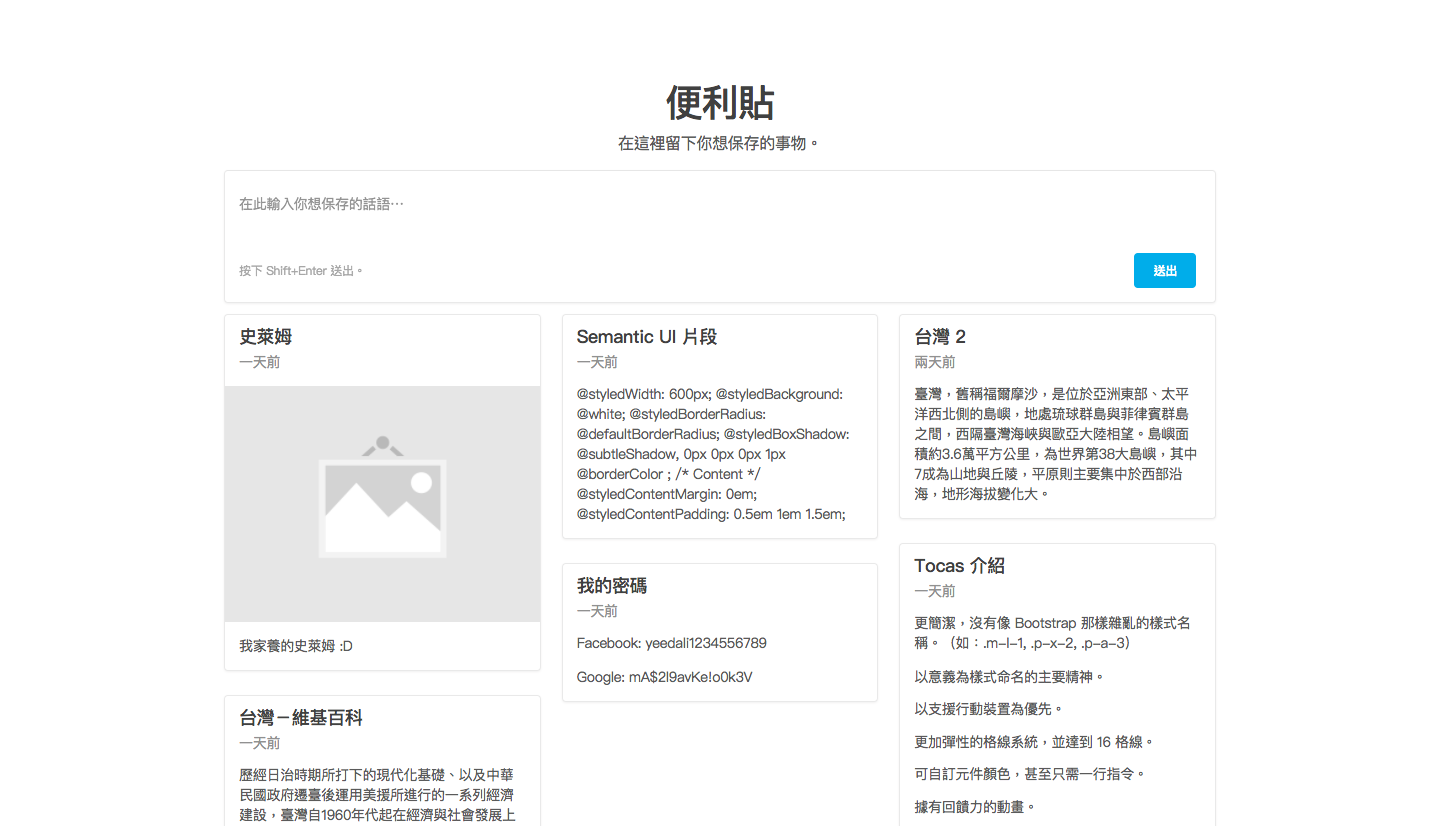 便利貼
在這裡留下你想保存的事物。
在此輸入你想保存的話語…
按下 Shift+Enter 送出。
送出
史萊姆
一天前
我家養的史萊姆 :D
台灣－維基百科
一天前
歷經日治時期所打下的現代化基礎、以及中華
民國政府遷臺後運用美援所進行的一系列經濟
建設，臺灣自1960年代起在經濟與社會發展上
Semantic UI 片段
一天前
@styledWidth: 600px; @styledBackground:
@white; @styledBorderRadius:
@defaultBorderRadius; @styledBoxShadow:
@subtleShadow, 0px 0px 0px 1px
@borderColor ; /* Content */
@styledContentMargin: 0em;
@styledContentPadding: 0.5em 1em 1.5em;
我的密碼
一天前
Facebook: yeedali1234556789
Google: mA$2l9avKe!o0k3V
台灣 2
兩天前
臺灣，舊稱福爾摩沙，是位於亞洲東部、太平
洋西北側的島嶼，地處琉球群島與菲律賓群島
之間，西隔臺灣海峽與歐亞大陸相望。島嶼面
積約3.6萬平方公里，為世界第38大島嶼，其中
7成為山地與丘陵，平原則主要集中於西部沿
海，地形海拔變化大。
Tocas 介紹
一天前
更簡潔，沒有像 Bootstrap 那樣雜亂的樣式名
稱。（如：.m-l-1, .p-x-2, .p-a-3）
以意義為樣式命名的主要精神。
以支援行動裝置為優先。
更加彈性的格線系統，並達到 16 格線。
可自訂元件顏色，甚至只需一行指令。
據有回饋力的動畫。